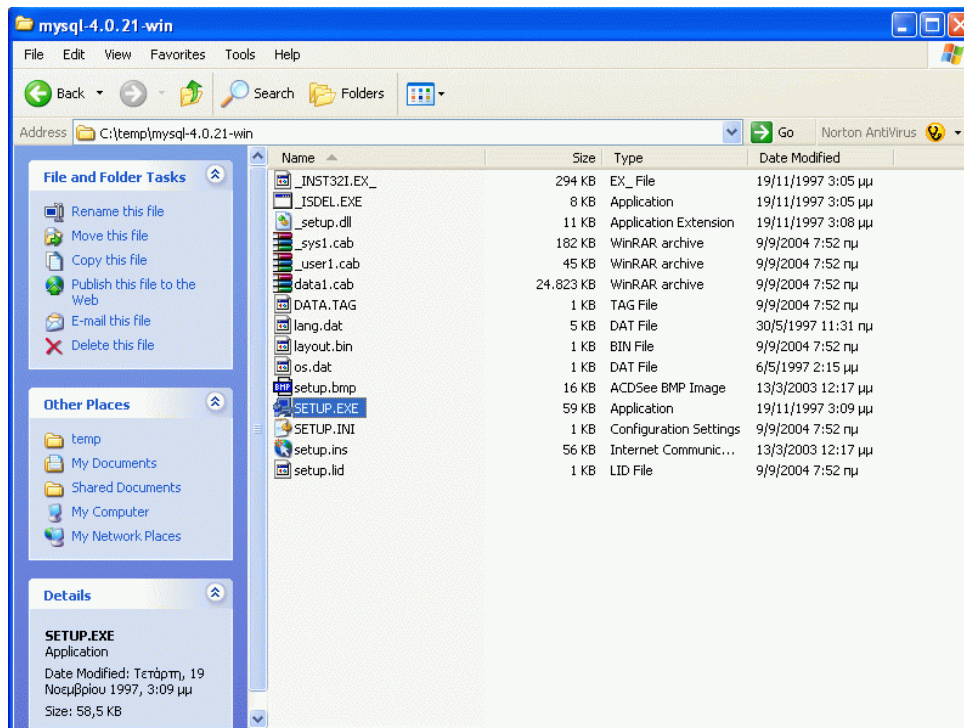 mysql-4.0.21-win
File Edit View Favorites Tools Help
Back Search Folders
Address C:\temp\mysql-4.0.21-win Go Norton AntiVirus
File and Folder Tasks
Rename this file
Move this file
Copy this file
Publish this file to the
Web
E-mail this file
Delete this file
Other Places
temp
My Documents
Shared Documents
My Computer
My Network Places
Details
SETUP.EXE
Application
Date Modified: Τετάρτη, 19
Νοεμβρίου 1997, 3:09 μμ
Size: 58,5 KB
Name Size Type Date Modified
_INST32I.EX_ 294 KB EX_ File 19/11/1997 3:05 μμ
_ISDEL.EXE 8 KB Application 19/11/1997 3:05 μμ
_setup.dll 11 KB Application Extension 19/11/1997 3:08 μμ
_sys1.cab 182 KB WinRAR archive 9/9/2004 7:52 πμ
_user1.cab 45 KB WinRAR archive 9/9/2004 7:52 πμ
data1.cab 24.823 KB WinRAR archive 9/9/2004 7:52 πμ
DATA.TAG 1 KB TAG File 9/9/2004 7:52 πμ
lang.dat 5 KB DAT File 30/5/1997 11:31 πμ
layout.bin 1 KB BIN File 9/9/2004 7:52 πμ
os.dat 1 KB DAT File 6/5/1997 2:15 μμ
setup.bmp 16 KB ACDSee BMP Image 13/3/2003 12:17 μμ
SETUP.EXE 59 KB Application 19/11/1997 3:09 μμ
SETUP.INI 1 KB Configuration Settings 9/9/2004 7:52 πμ
setup.ins 56 KB Internet Communic... 13/3/2003 12:17 μμ
setup.lid 1 KB LID File 9/9/2004 7:52 πμ